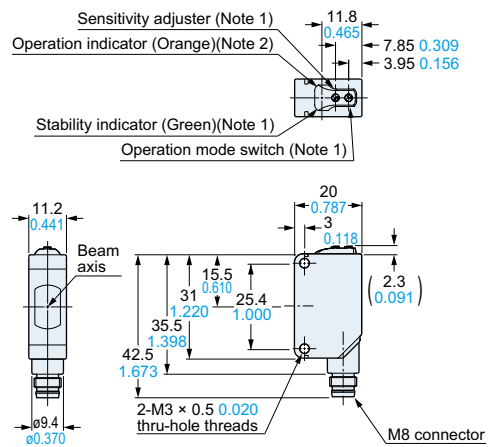 Sensitivity adjuster (Note 1)
Operation indicator (Orange)(Note 2)
11.8
0.465
7.85 0.309
3.95 0.156
Stability indicator (Green)(Note 1)
Operation mode switch (Note 1)
11.2
0.441
Beam
axis
20
0.787
3
0.118
15.5
0.610
25.4
1.000
31
1.220
35.5
1.398
42.5
1.673
(2.3
0.091)
ø9.4
ø0.370
2-M3 × 0.5 0.020
thru-hole threads
M8 connector